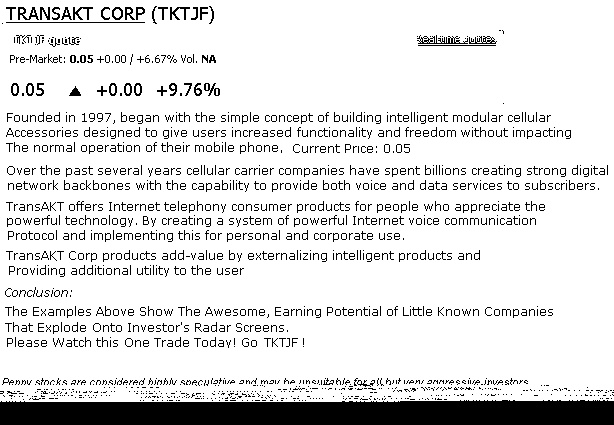 TRANSAKT CORP (TKTJF)
TKTJF quote
Real-time quotes
Pre-Market: 0.05 +0.00 / +6.67% Vol. NA
0.05 ▲ +0.00 +9.76%
Founded in 1997, began with the simple concept of building intelligent modular cellular
Accessories designed to give users increased functionality and freedom without impacting
The normal operation of their mobile phone. Current Price: 0.05
Over the past several years cellular carrier companies have spent billions creating strong digital
network backbones with the capability to provide both voice and data services to subscribers.
TransAKT offers Internet telephony consumer products for people who appreciate the
powerful technology. By creating a system of powerful Internet voice communication
Protocol and implementing this for personal and corporate use.
TransAKT Corp products add-value by externalizing intelligent products and
Providing additional utility to the user
Conclusion:
The Examples Above Show The Awesome, Earning Potential of Little Known Companies
That Explode Onto Investor's Radar Screens.
Please Watch this One Trade Today! Go TKTJF !
Penny stocks are considered highly speculative and may be unsuitable for all but very aggressive investors